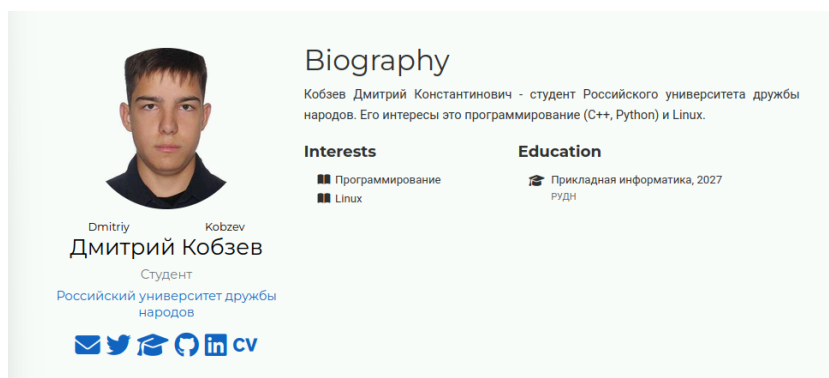 Biography
Кобзев Дмитрий Константинович - студент Российского университета дружбы
народов. Его интересы это программирование (C++, Python) и Linux.
Interests
Программирование
Linux
Education
Прикладная информатика, 2027
РУДН
Dmitriy Kobzev
Дмитрий Кобзев
Студент
Российский университет дружбы
народов
in CV